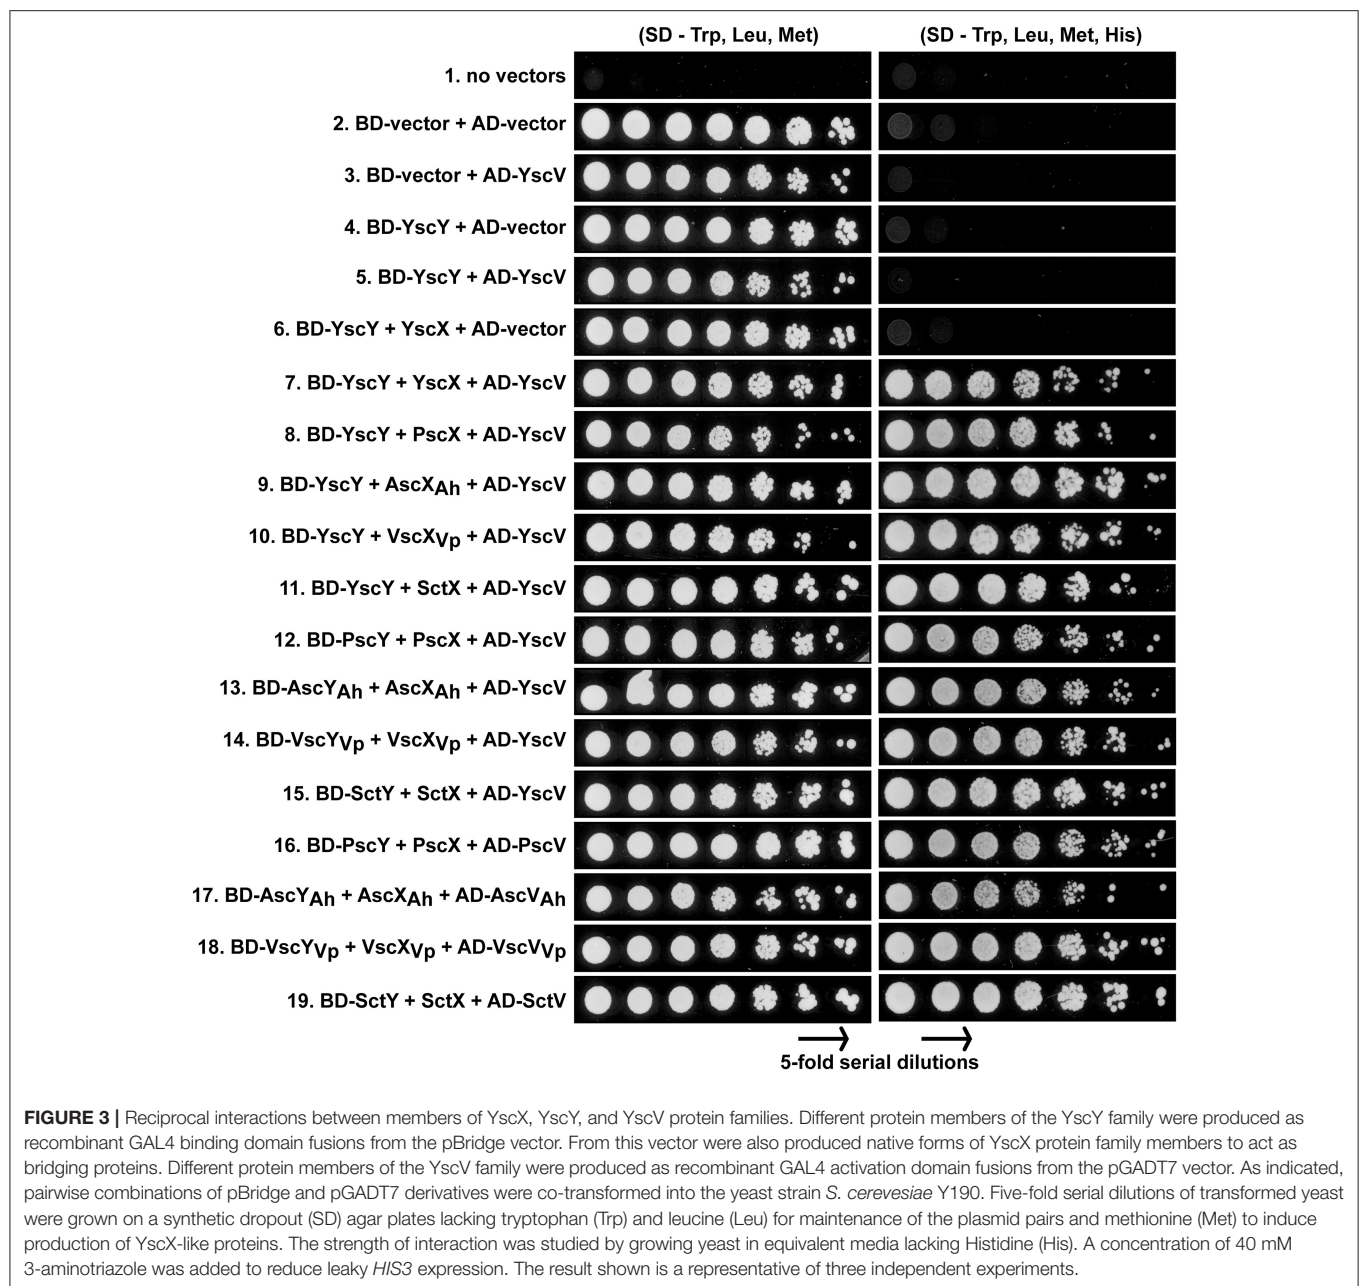 (SD - Trp, Leu, Met)
(SD - Trp, Leu, Met, His)
1. no vectors
2. BD-vector + AD-vector
3. BD-vector + AD-YscV
4. BD-YscY + AD-vector
5. BD-YscY + AD-YscV
6. BD-YscY + YscX + AD-vector
7. BD-YscY + YscX + AD-YscV
8. BD-YscY + PscX + AD-YscV
9. BD-YscY + AscXAh + AD-YscV
10. BD-YscY + VscXVp + AD-YscV
11. BD-YscY + SctX + AD-YscV
12. BD-PscY + PscX + AD-YscV
13. BD-AscYAh + AscXAh + AD-YscV
14. BD-VscYVp + VscXVp + AD-YscV
15. BD-SctY + SctX + AD-YscV
16. BD-PscY + PscX + AD-PscV
17. BD-AscYAh + AscXAh + AD-AscVAh
18. BD-VscYVp + VscXVp + AD-VscVVp
19. BD-SctY + SctX + AD-SctV
5-fold serial dilutions
FIGURE 3 | Reciprocal interactions between members of YscX, YscY, and YscV protein families. Different protein members of the YscY family were produced as
recombinant GAL4 binding domain fusions from the pBridge vector. From this vector were also produced native forms of YscX protein family members to act as
bridging proteins. Different protein members of the YscV family were produced as recombinant GAL4 activation domain fusions from the pGADT7 vector. As indicated,
pairwise combinations of pBridge and pGADT7 derivatives were co-transformed into the yeast strain S. cerevesiae Y190. Five-fold serial dilutions of transformed yeast
were grown on a synthetic dropout (SD) agar plates lacking tryptophan (Trp) and leucine (Leu) for maintenance of the plasmid pairs and methionine (Met) to induce
production of YscX-like proteins. The strength of interaction was studied by growing yeast in equivalent media lacking Histidine (His). A concentration of 40 mM
3-aminotriazole was added to reduce leaky HIS3 expression. The result shown is a representative of three independent experiments.